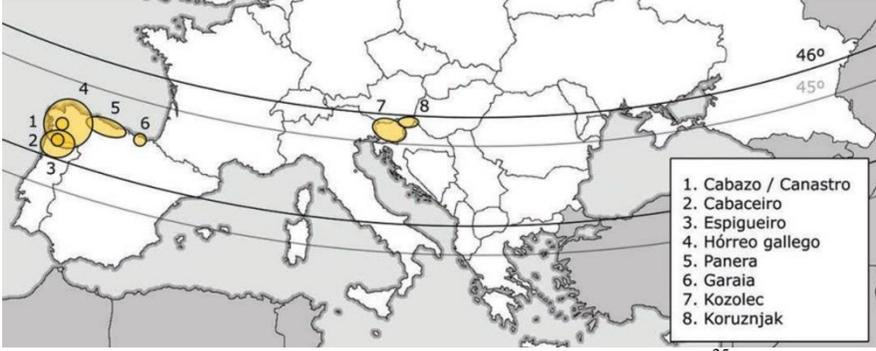 46º
45º
4
5
1
6
2
3
7
8
1. Cabazo / Canastro
2. Cabaceiro
3. Espigueiro
4. Hórreo gallego
5. Panera
6. Garaia
7. Kozolec
8. Koruznjak